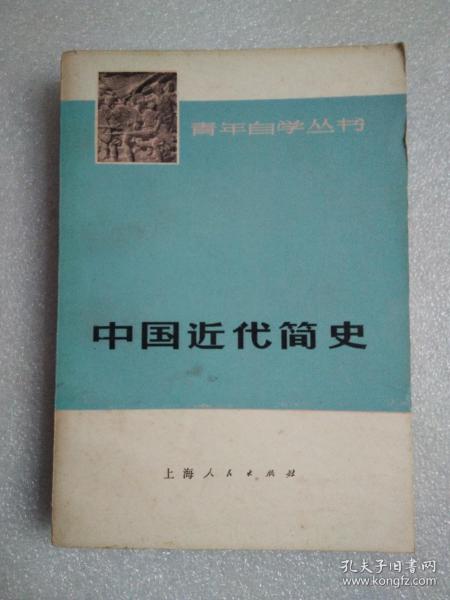 青年自学丛书
中国近代简史
上海人民出版社
孔夫子旧书网
www.kongfz.com